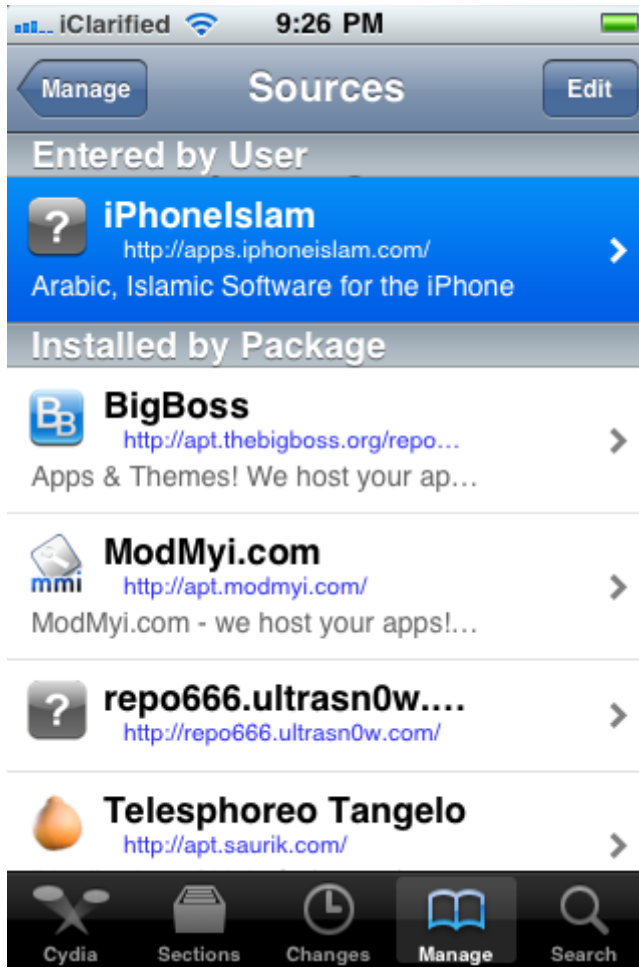 iClarified 9:26 PM
Manage Sources Edit
Entered by User
? iPhoneIslam
http://apps.iphoneislam.com/
Arabic, Islamic Software for the iPhone
Installed by Package
BB BigBoss
http://apt.thebigboss.org/repo...
Apps & Themes! We host your ap...
ModMyi.com
mmi http://apt.modmyi.com/
ModMyi.com - we host your apps!...
? repo666.ultrasn0w....
http://repo666.ultrasn0w.com/
Telesphoreo Tangelo
http://apt.saurik.com/
Cydia Sections Changes Manage Search